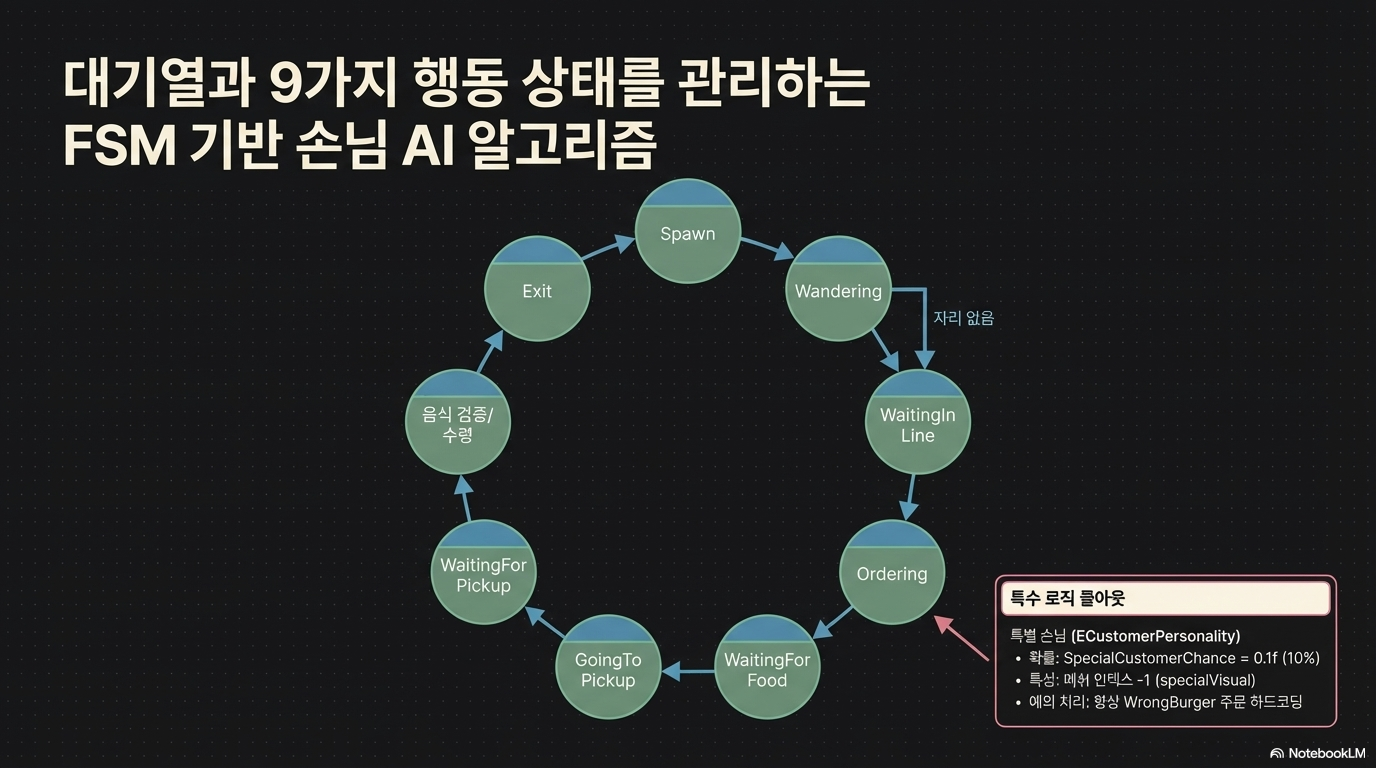 대기열과 9가지 행동 상태를 관리하는
FSM 기반 손님 AI 알고리즘
Spawn
Exit
Wandering
자리 없음
음식 검증/
수령
WaitingIn
Line
WaitingFor
Pickup
Ordering
GoingTo
Pickup
WaitingFor
Food
특수 로직 콜아웃
특별 손님 (ECustomerPersonality)
• 확률: SpecialCustomerChance = 0.1f (10%)
• 특성: 메쉬 인덱스 -1 (specialVisual)
• 예외 처리: 항상 WrongBurger 주문 하드코딩
NotebookLM